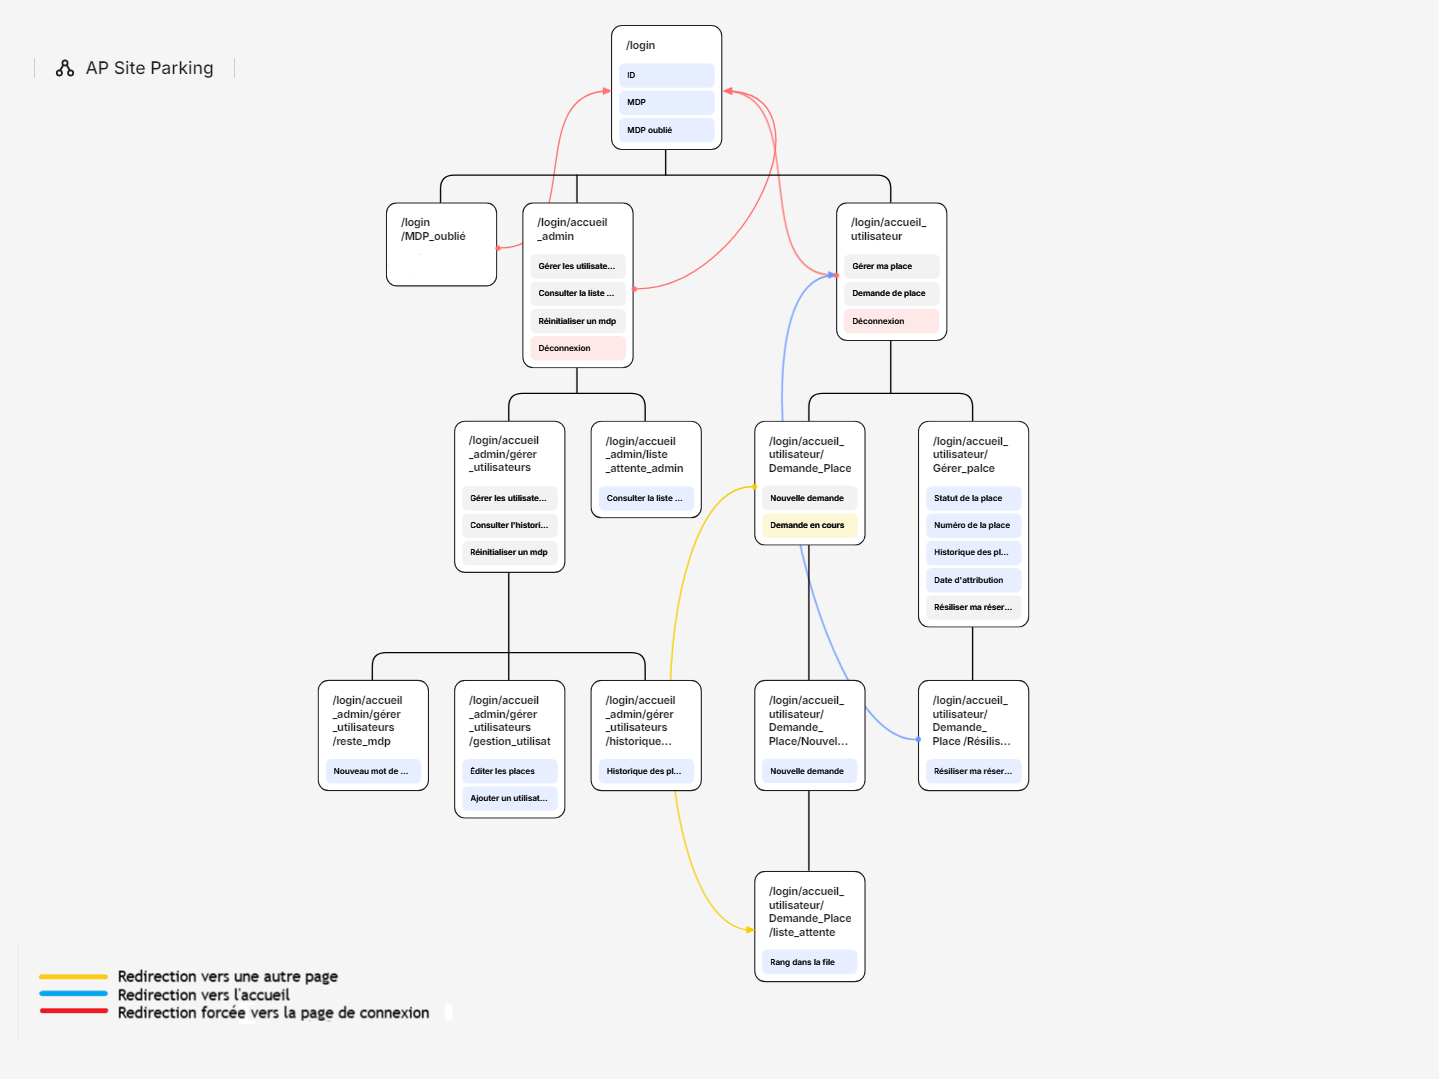 AP Site Parking
/login
ID
MDP
MDP oublié
/login
/MDP_oublié
/login/accueil
_admin
Gérer les utilisate...
Consulter la liste ...
Réinitialiser un mdp
Déconnexion
/login/accueil_
utilisateur
Gérer ma place
Demande de place
Déconnexion
/login/accueil
_admin/gérer
_utilisateurs
Gérer les utilisate...
Consulter l'histori...
Réinitialiser un mdp
/login/accueil
_admin/liste
_attente_admin
Consulter la liste ...
/login/accueil_
utilisateur/
Demande_Place
Nouvelle demande
Demande en cours
/login/accueil_
utilisateur/
Gérer_palce
Statut de la place
Numéro de la place
Historique des pl...
Date d'attribution
Résiliser ma réser...
/login/accueil
_admin/gérer
_utilisateurs
/reste_mdp
Nouveau mot de ...
/login/accueil
_admin/gérer
_utilisateurs
/gestion_utilisat
Éditer les places
Ajouter un utilisat...
/login/accueil
_admin/gérer
_utilisateurs
/historique...
Historique des pl...
/login/accueil_
utilisateur/
Demande_
Place/Nouvel...
Nouvelle demande
/login/accueil_
utilisateur/
Demande_
Place /Résilis...
Résiliser ma réser...
/login/accueil_
utilisateur/
Demande_Place
/liste_attente
Rang dans la file
Redirection vers une autre page
Redirection vers l'accueil
Redirection forcée vers la page de connexion